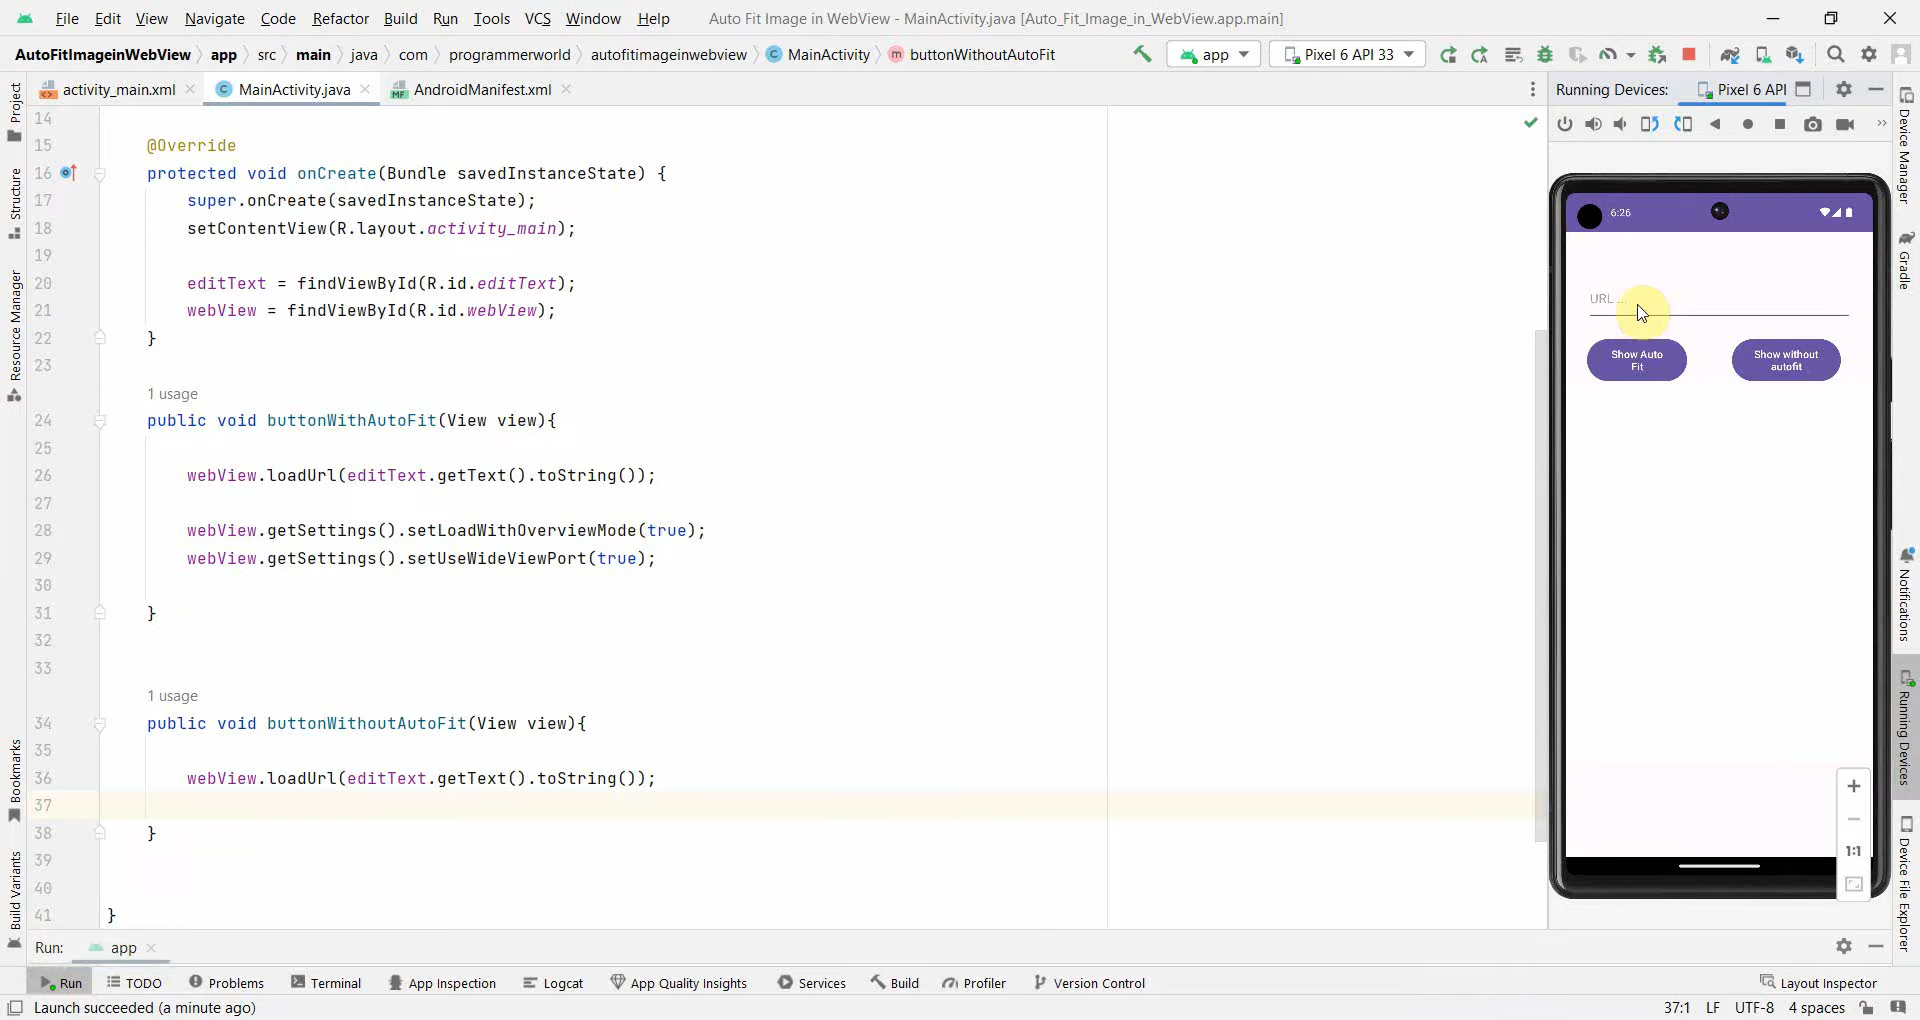 File Edit View Navigate Code Refactor Build Run Tools VCS Window Help Auto Fit Image in WebView - MainActivity.java [Auto_Fit_Image_in_WebView.app.main]
AutoFitImageinWebView app src main java com programmerworld autofitimageinwebview MainActivity buttonWithoutAutoFit app Pixel 6 API 33
activity_main.xml MainActivity.java AndroidManifest.xml Running Devices: Pixel 6 API
14
15 @Override
16 protected void onCreate(Bundle savedInstanceState) {
17 super.onCreate(savedInstanceState);
18 setContentView(R.layout.activity_main);
19
20 editText = findViewById(R.id.editText);
21 webView = findViewById(R.id.webView);
22 }
23
1 usage
24 public void buttonWithAutoFit(View view){
25
26 webView.loadUrl(editText.getText().toString());
27
28 webView.getSettings().setLoadWithOverviewMode(true);
29 webView.getSettings().setUseWideViewPort(true);
30
31 }
32
33
1 usage
34 public void buttonWithoutAutoFit(View view){
35
36 webView.loadUrl(editText.getText().toString());
37
38 }
39
40
41 }
6:26
URL ...
Show Auto
Fit
Show without
autofit
1:1
Project
Structure
Resource Manager
Bookmarks
Build Variants
Device Manager
Gradle
Notifications
Running Devices
Device File Explorer
Run: app
Run TODO Problems Terminal App Inspection Logcat App Quality Insights Services Build Profiler Version Control Layout Inspector
Launch succeeded (a minute ago) 37:1 LF UTF-8 4 spaces